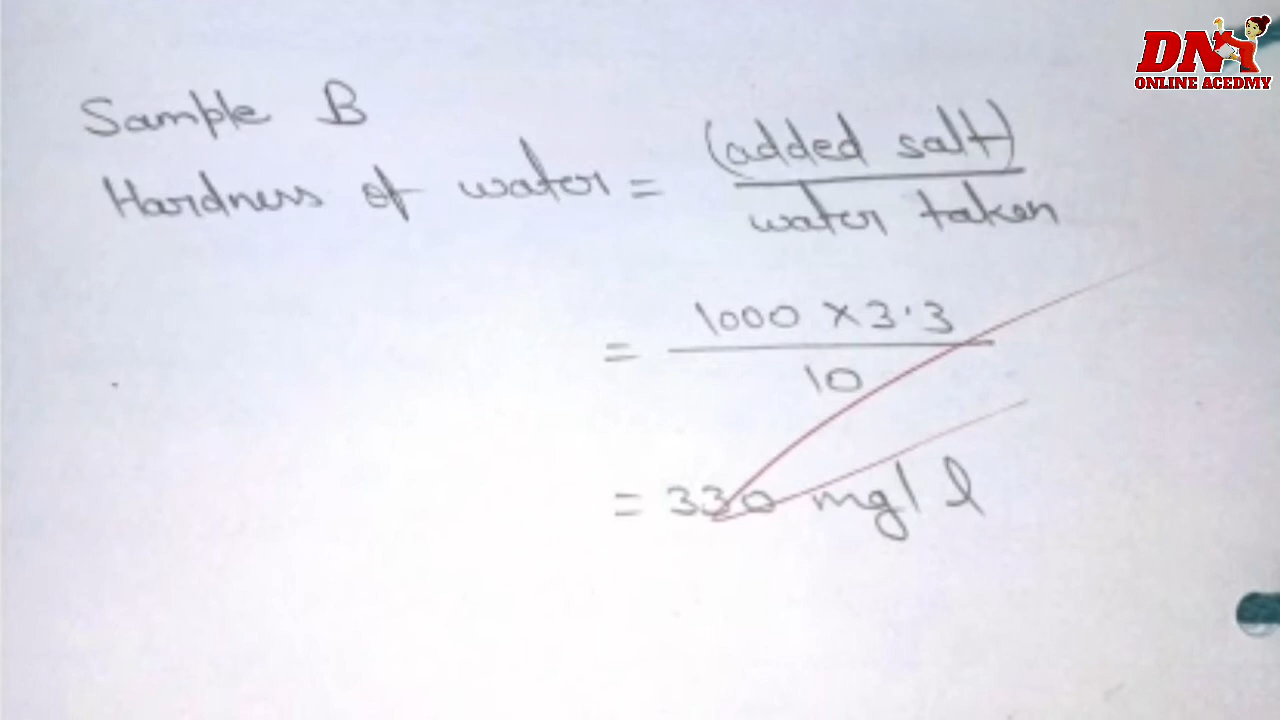 DNA
ONLINE ACEDMY
Sample B
Hardness of water = (added salt) / water taken
= 1000 × 3.3 / 10
= 330 mg/l